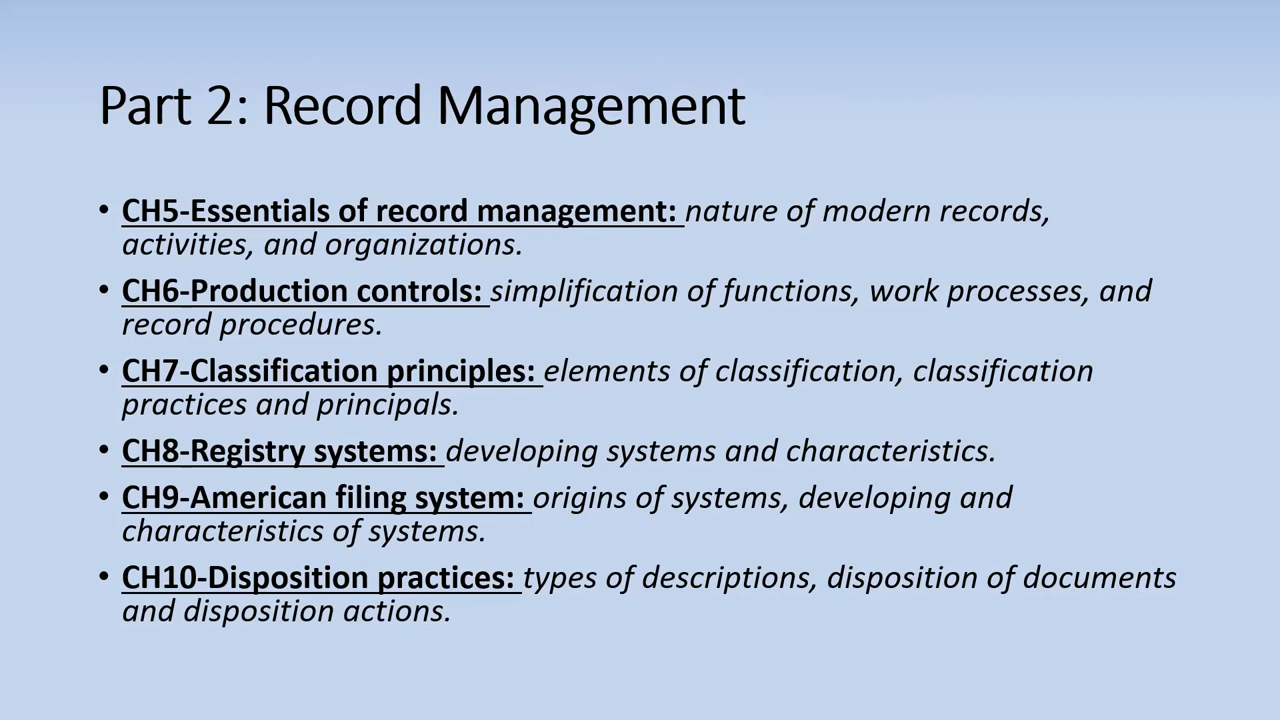 Part 2: Record Management
• CH5-Essentials of record management: nature of modern records,
activities, and organizations.
• CH6-Production controls: simplification of functions, work processes, and
record procedures.
• CH7-Classification principles: elements of classification, classification
practices and principals.
• CH8-Registry systems: developing systems and characteristics.
• CH9-American filing system: origins of systems, developing and
characteristics of systems.
• CH10-Disposition practices: types of descriptions, disposition of documents
and disposition actions.